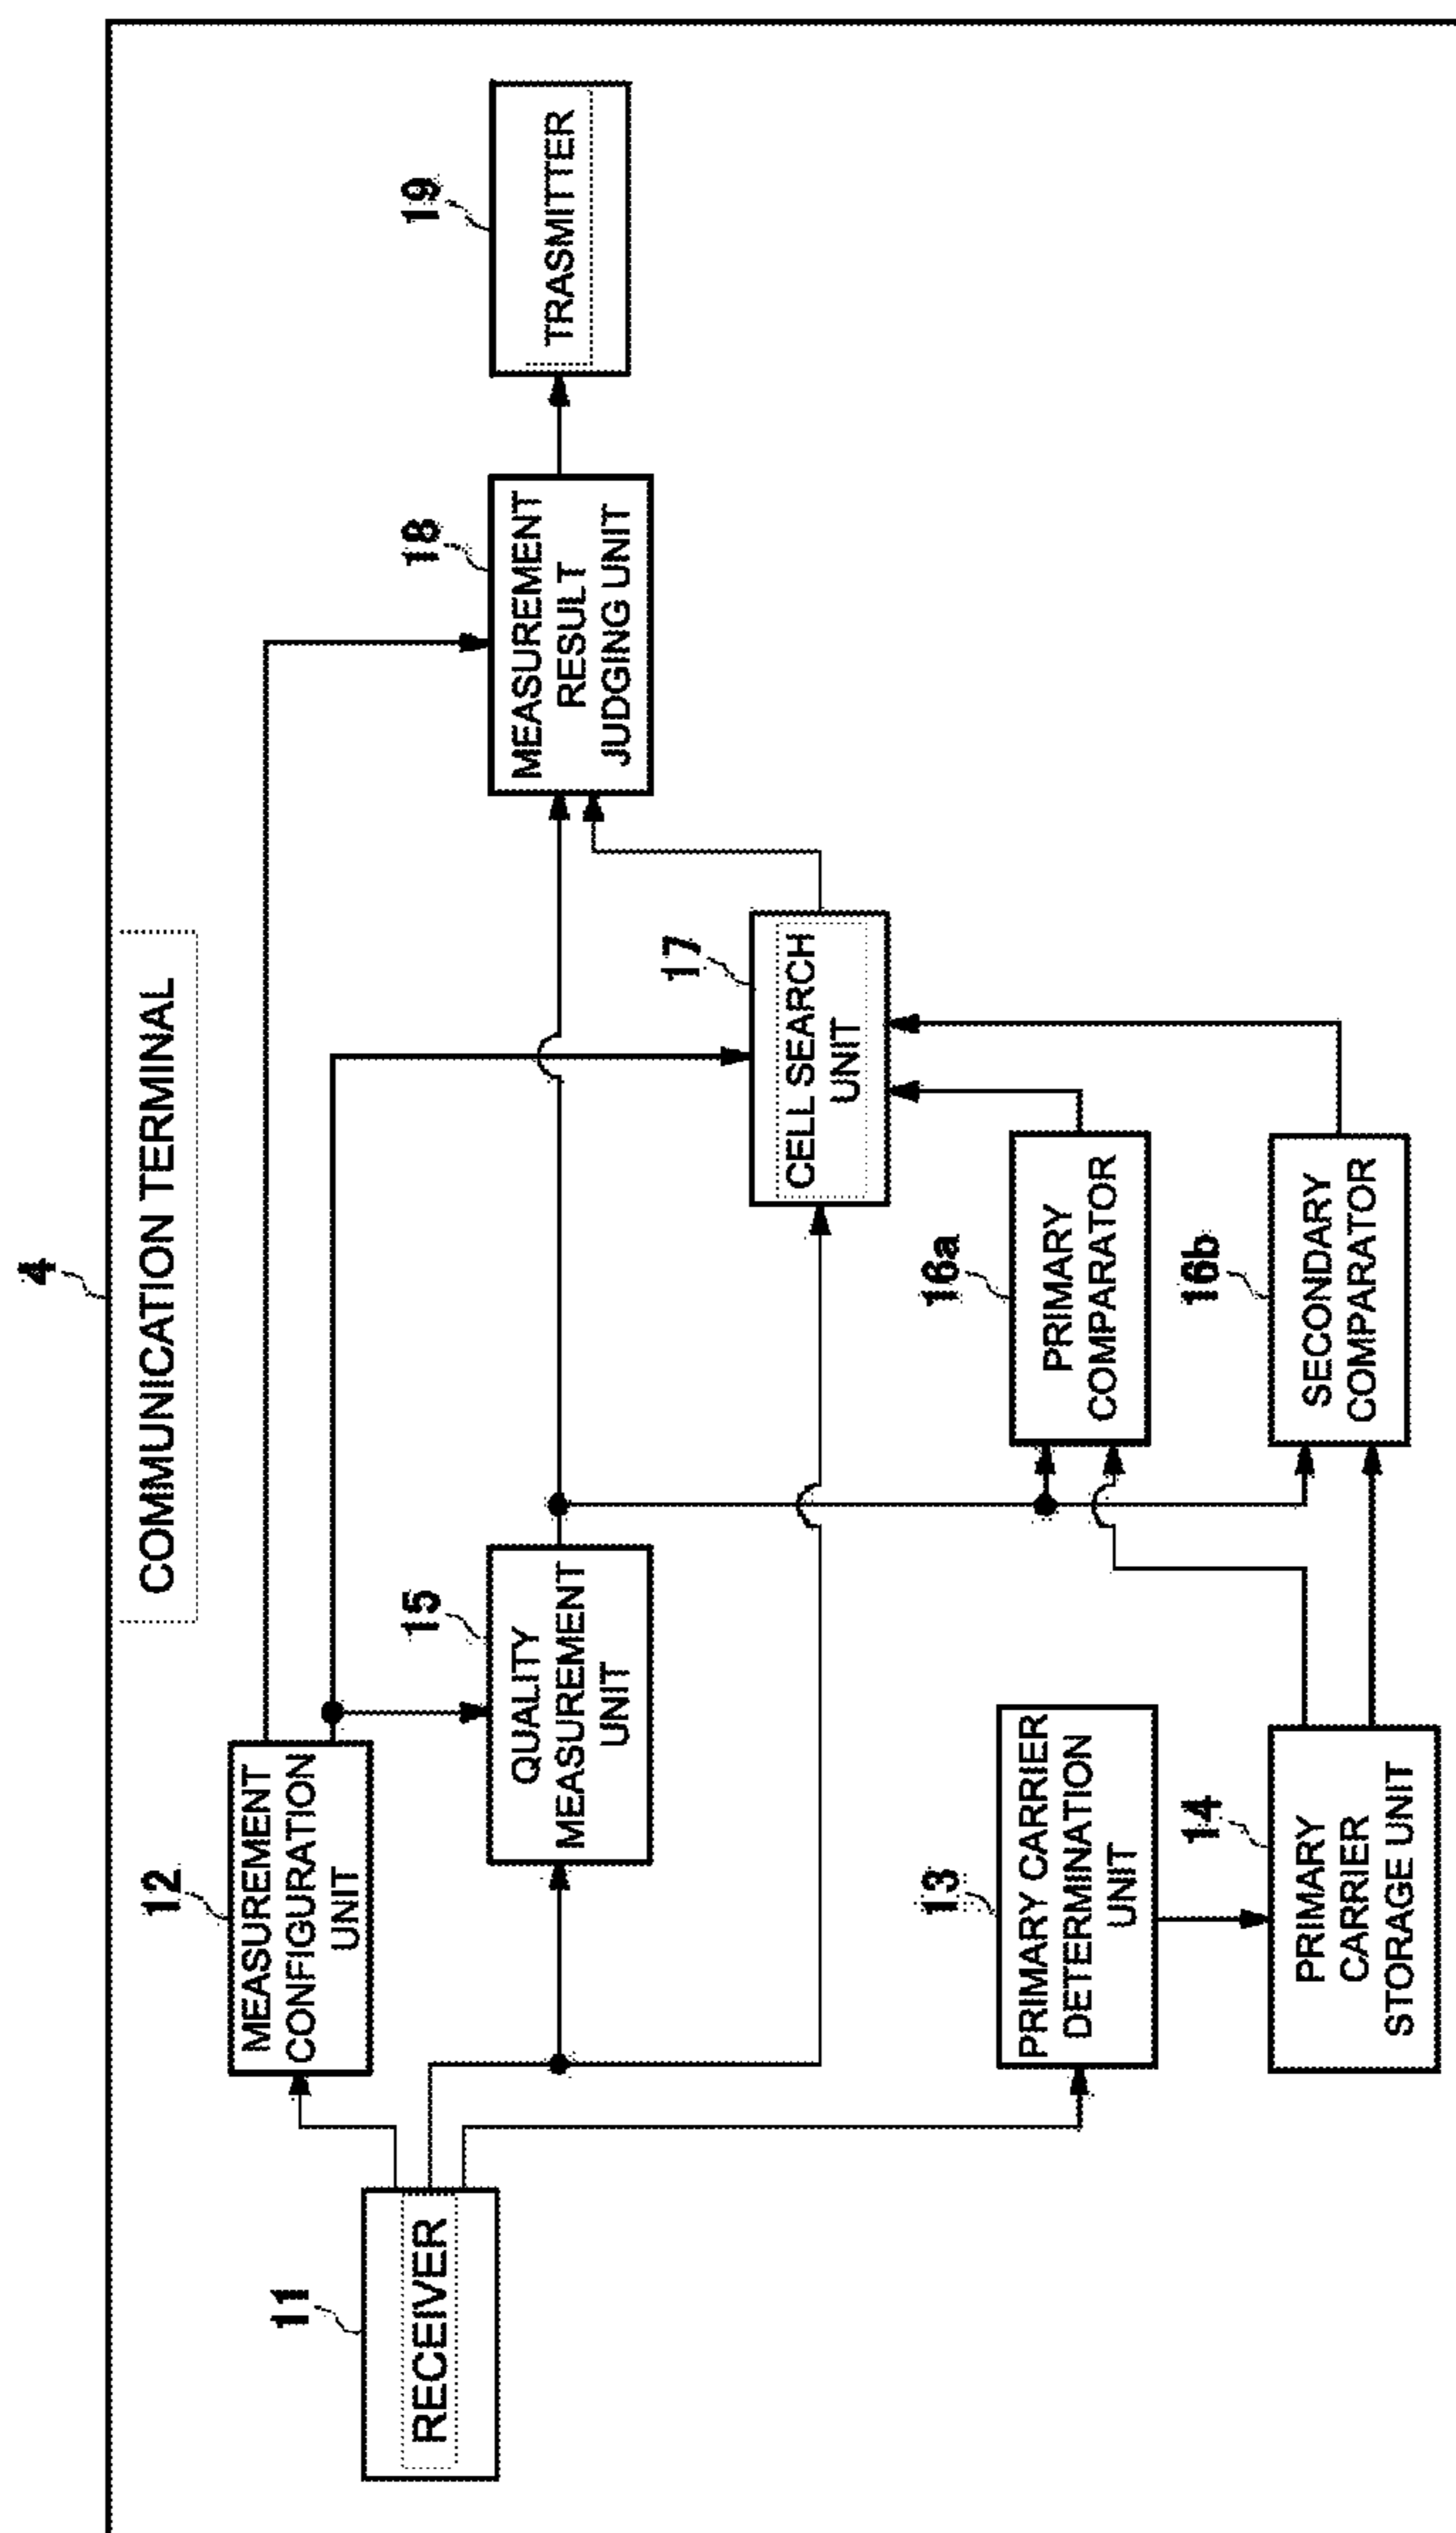 4
COMMUNICATION TERMINAL
11
RECEIVER
12
MEASUREMENT
CONFIGURATION
UNIT
15
QUALITY
MEASUREMENT
UNIT
13
PRIMARY CARRIER
DETERMINATION
UNIT
14
PRIMARY
CARRIER
STORAGE UNIT
16a
PRIMARY
COMPARATOR
16b
SECONDARY
COMPARATOR
17
CELL SEARCH
UNIT
18
MEASUREMENT
RESULT
JUDGING UNIT
19
TRASMITTER